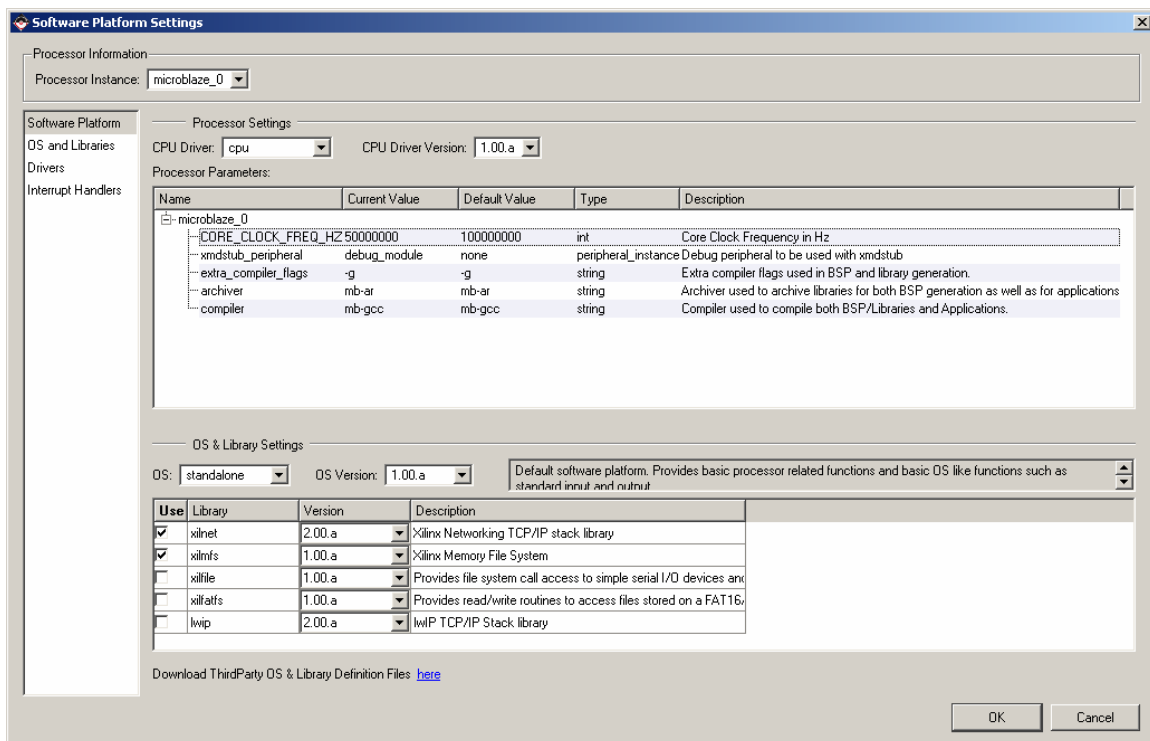 Software Platform Settings
Processor Information
Processor Instance: microblaze_0
Software Platform
OS and Libraries
Drivers
Interrupt Handlers
Processor Settings
CPU Driver: cpu CPU Driver Version: 1.00.a
Processor Parameters:
Name Current Value Default Value Type Description
microblaze_0
CORE_CLOCK_FREQ_HZ 50000000 100000000 int Core Clock Frequency in Hz
xmdstub_peripheral debug_module none peripheral_instance Debug peripheral to be used with xmdstub
extra_compiler_flags -g -g string Extra compiler flags used in BSP and library generation.
archiver mb-ar mb-ar string Archiver used to archive libraries for both BSP generation as well as for applications
compiler mb-gcc mb-gcc string Compiler used to compile both BSP/Libraries and Applications.
OS & Library Settings
OS: standalone OS Version: 1.00.a
Default software platform. Provides basic processor related functions and basic OS like functions such as
standard input and output
Use Library Version Description
xilnet 2.00.a Xilinx Networking TCP/IP stack library
xilmfs 1.00.a Xilinx Memory File System
xilfile 1.00.a Provides file system call access to simple serial I/O devices and
xilfatfs 1.00.a Provides read/write routines to access files stored on a FAT16/
lwip 2.00.a lwIP TCP/IP Stack library
Download ThirdParty OS & Library Definition Files here
OK Cancel